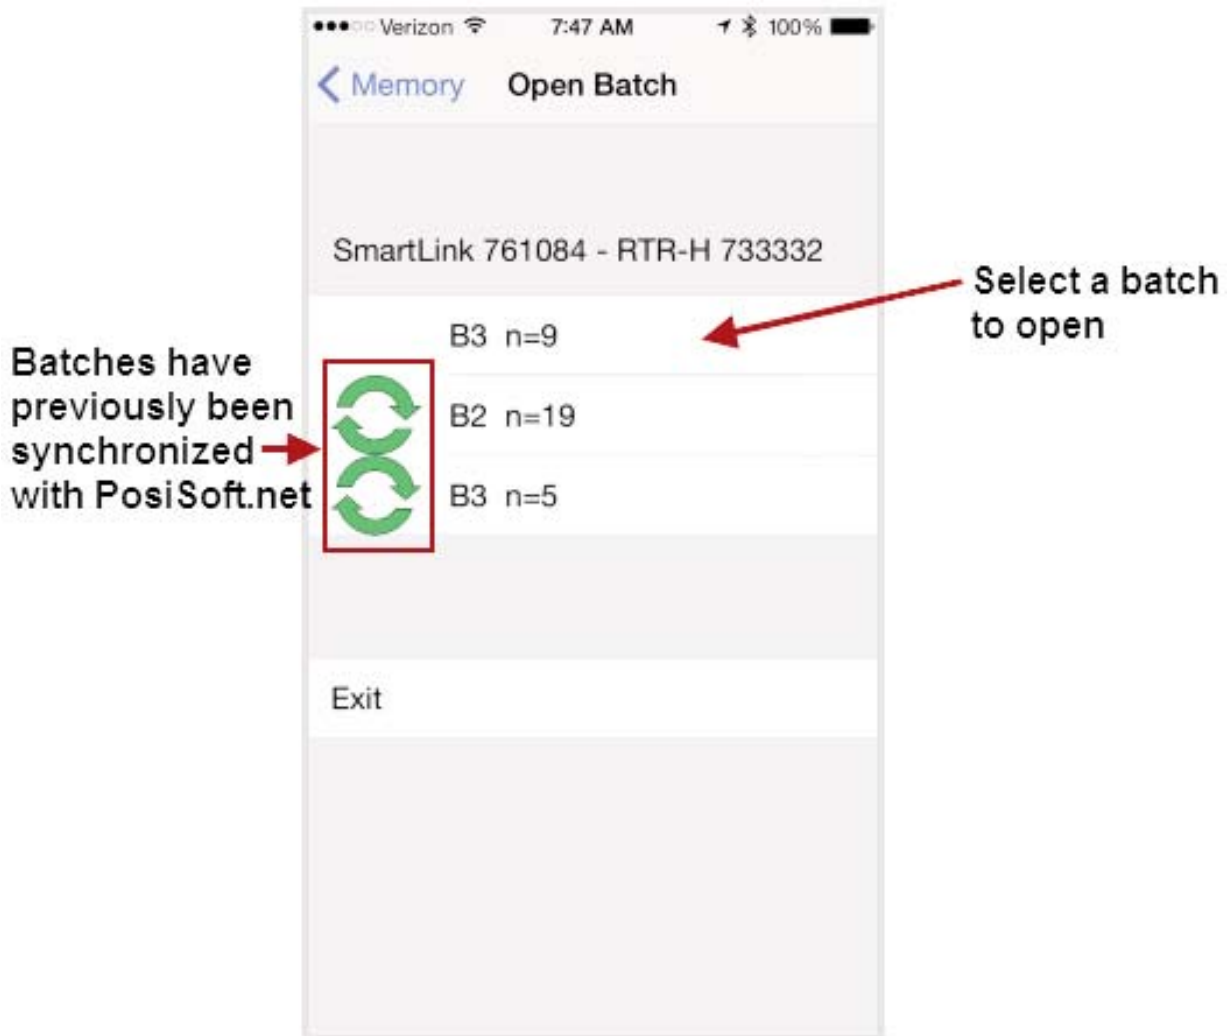 Verizon 7:47 AM 100%
Memory Open Batch
SmartLink 761084 - RTR-H 733332
B3 n=9
B2 n=19
B3 n=5
Exit
Select a batch
to open
Batches have
previously been
synchronized
with PosiSoft.net